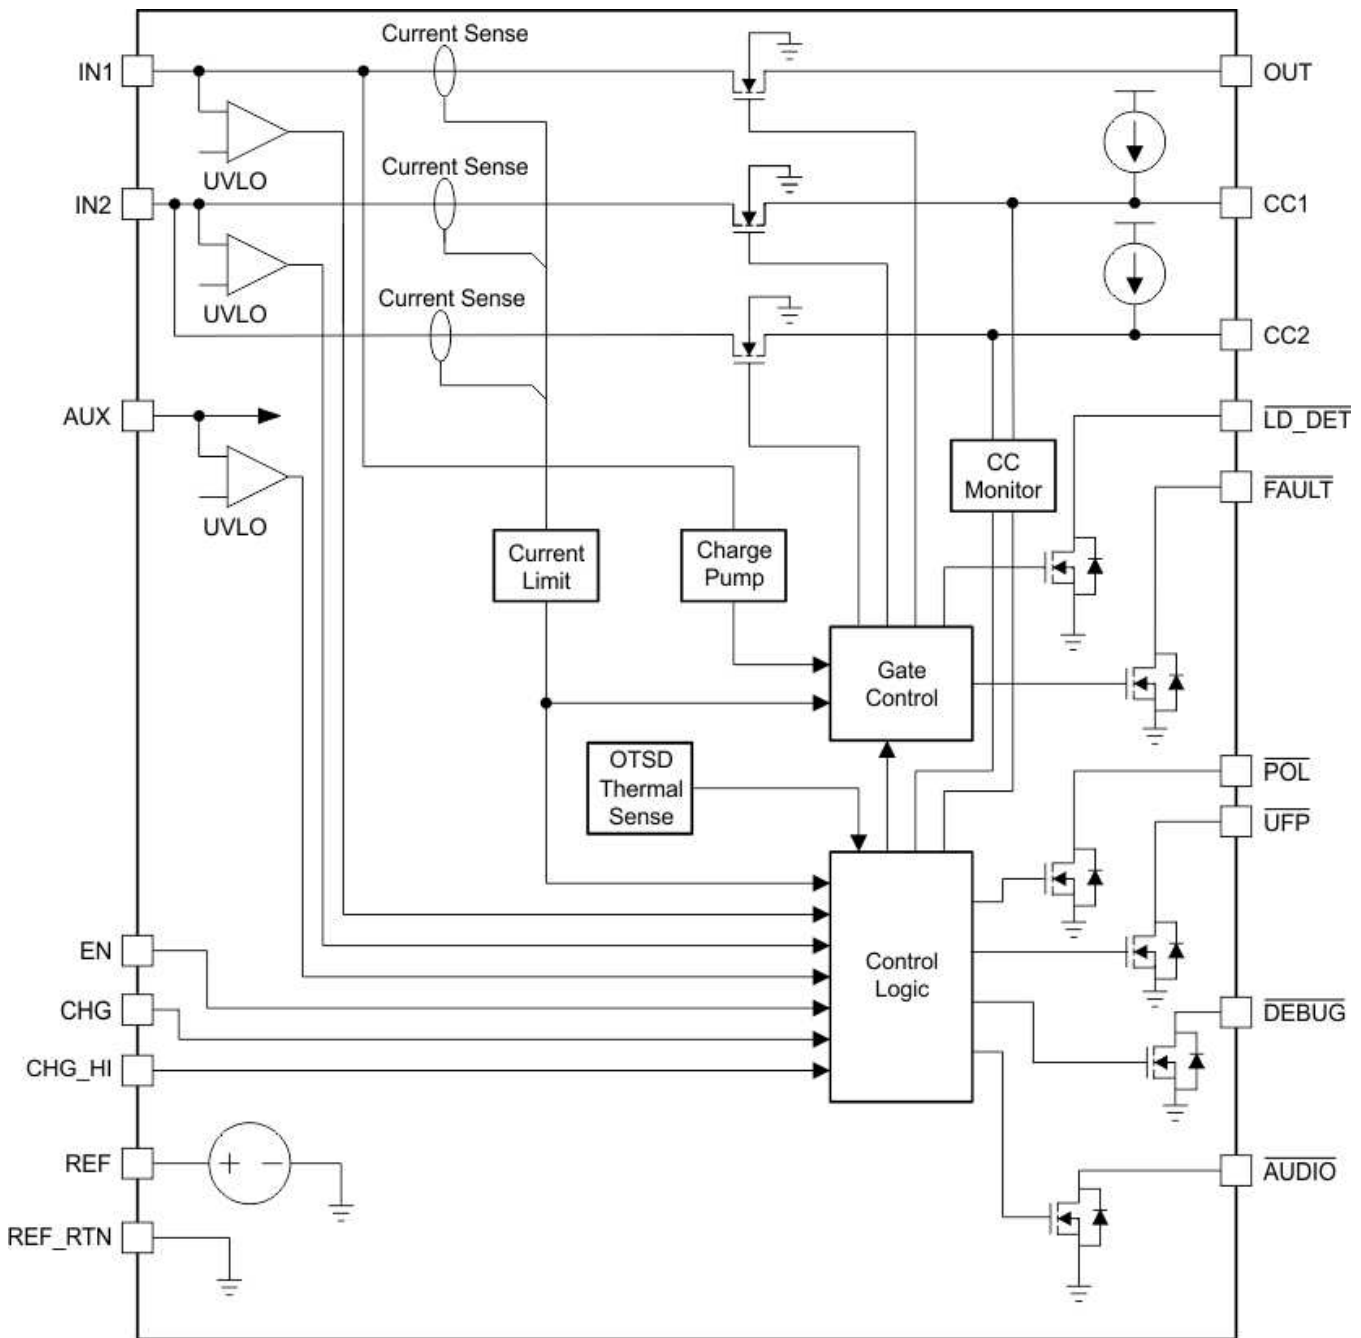 Current Sense
IN1
OUT
UVLO
Current Sense
IN2
CC1
UVLO
Current Sense
CC2
AUX
LD_DET
UVLO
CC
Monitor
FAULT
Current
Limit
Charge
Pump
Gate
Control
OTSD
Thermal
Sense
POL
UFP
EN
Control
Logic
CHG
DEBUG
CHG_HI
REF
+ −
AUDIO
REF_RTN